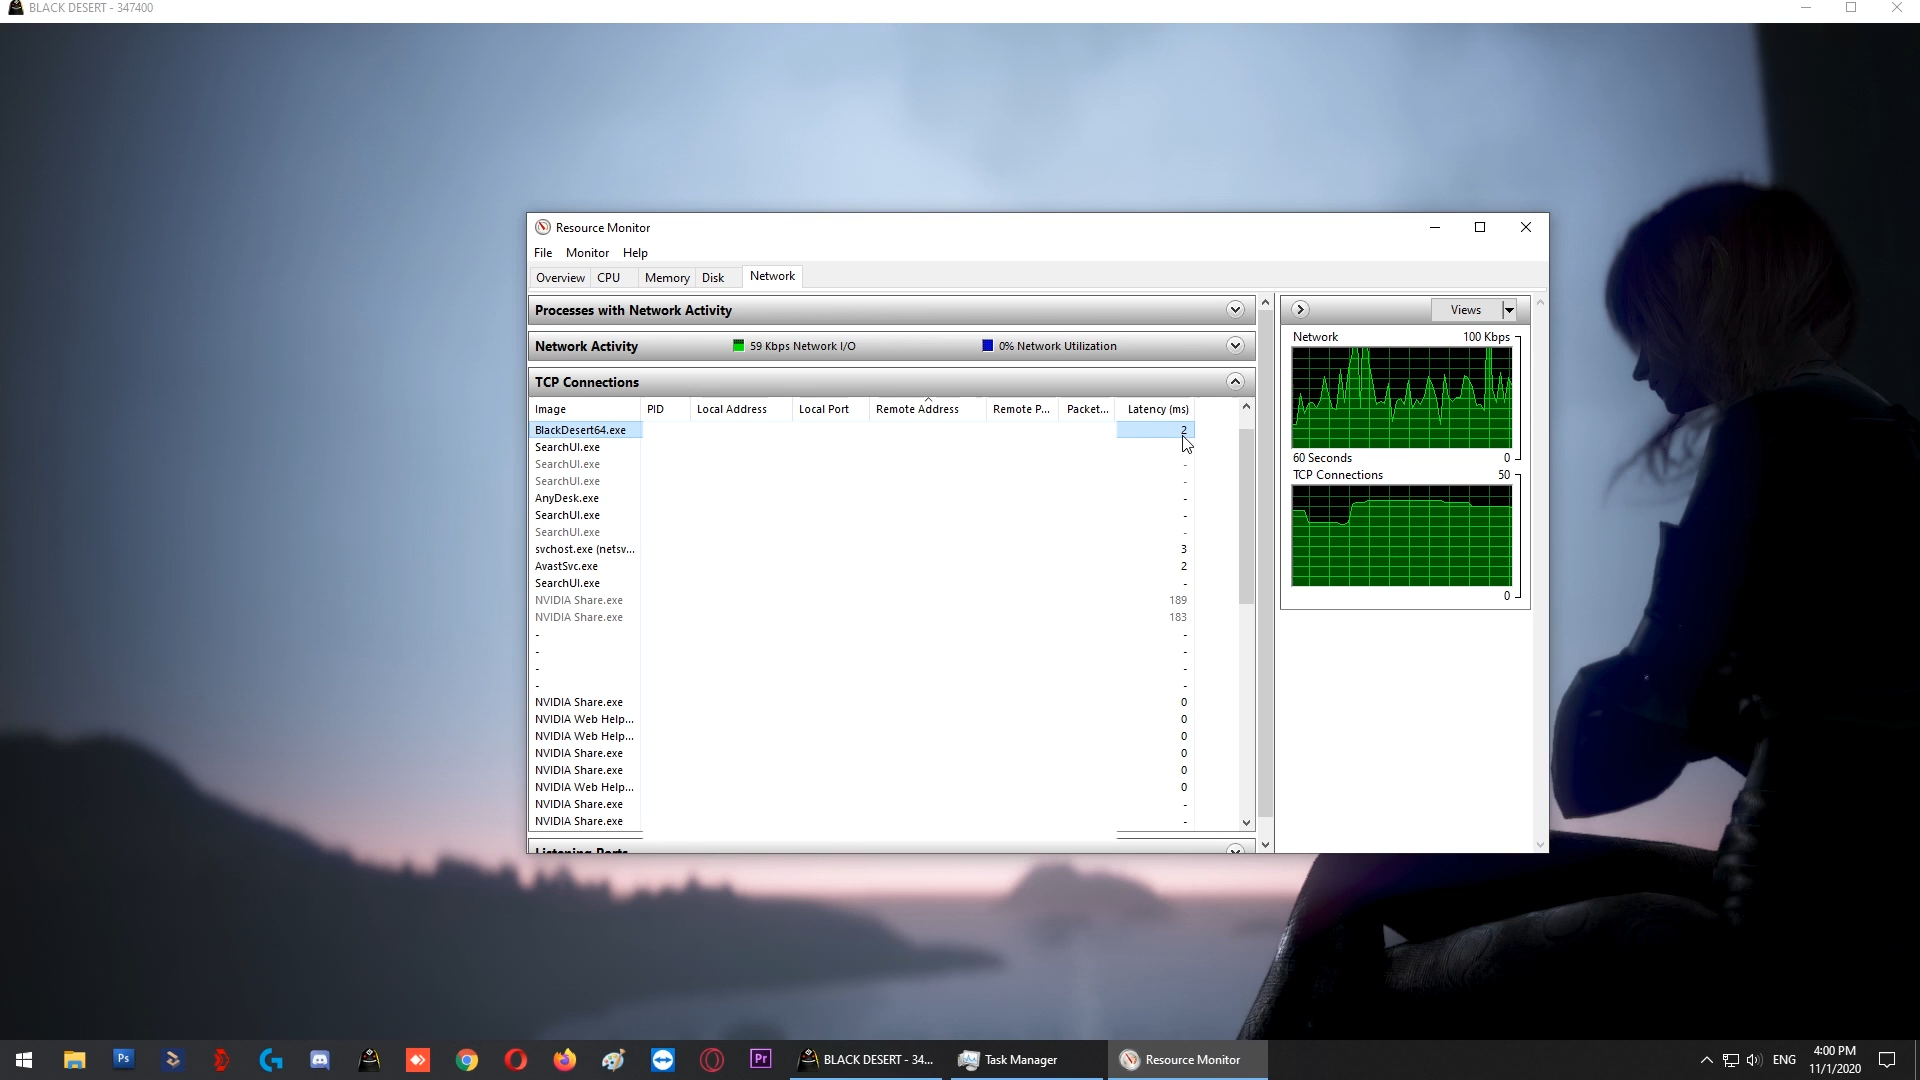 BLACK DESERT - 347400
Resource Monitor
File Monitor Help
Overview CPU Memory Disk Network
Processes with Network Activity
Network Activity 59 Kbps Network I/O 0% Network Utilization
TCP Connections
Image PID Local Address Local Port Remote Address Remote P... Packet... Latency (ms)
BlackDesert64.exe 2
SearchUI.exe
SearchUI.exe -
SearchUI.exe -
AnyDesk.exe -
SearchUI.exe -
SearchUI.exe -
svchost.exe (netsv... 3
AvastSvc.exe 2
SearchUI.exe -
NVIDIA Share.exe 189
NVIDIA Share.exe 183
- -
- -
- -
- -
NVIDIA Share.exe 0
NVIDIA Web Help... 0
NVIDIA Web Help... 0
NVIDIA Share.exe 0
NVIDIA Share.exe 0
NVIDIA Web Help... 0
NVIDIA Share.exe -
NVIDIA Share.exe -
Listening Ports
Views
Network 100 Kbps
60 Seconds 0
TCP Connections 50
0
Ps
Pr
BLACK DESERT - 34...
Task Manager
Resource Monitor
ENG
4:00 PM
11/1/2020